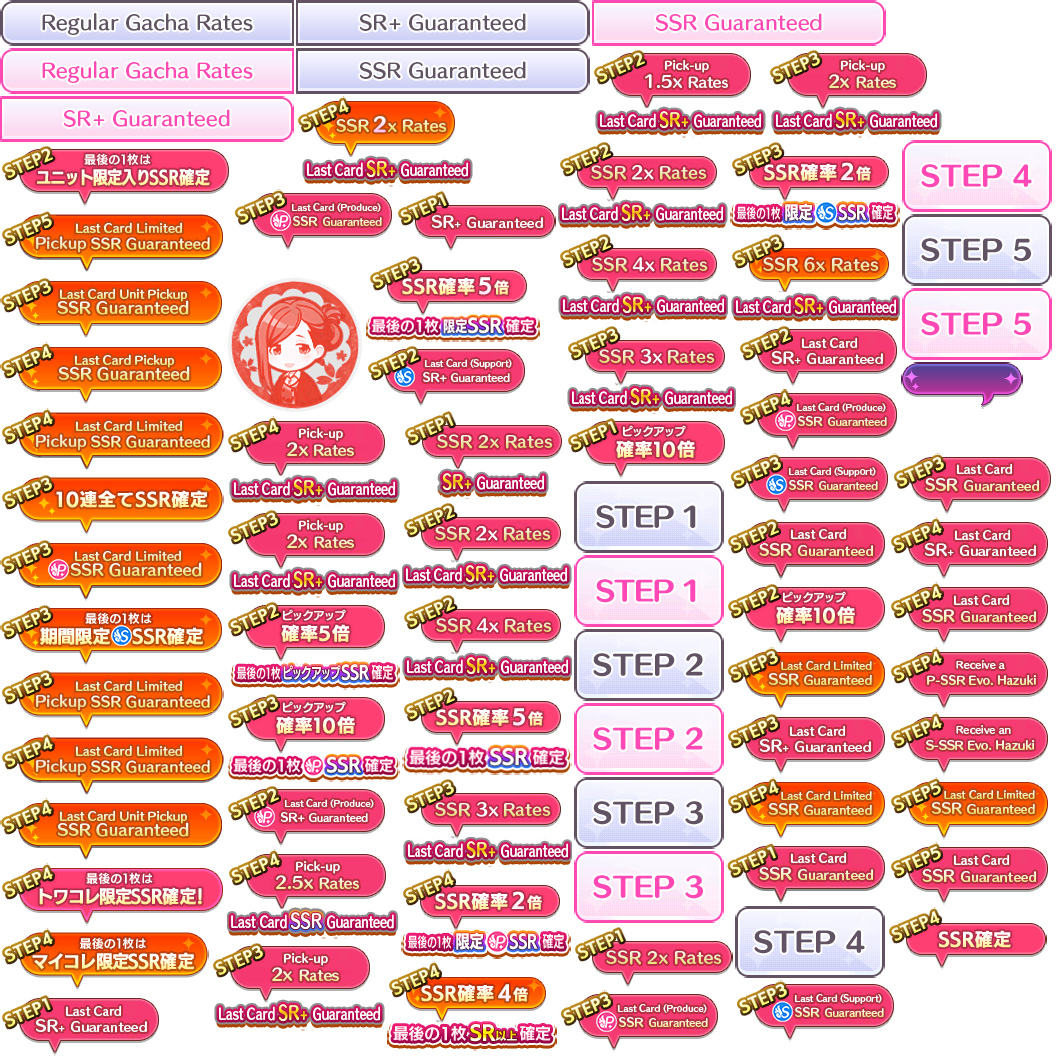 Regular Gacha Rates
SR+ Guaranteed
SSR Guaranteed
Regular Gacha Rates
SSR Guaranteed
STEP2
Pick-up
1.5x Rates
Last Card SR+ Guaranteed
STEP3
Pick-up
2x Rates
Last Card SR+ Guaranteed
SR+ Guaranteed
STEP4
SSR 2x Rates
Last Card SR+ Guaranteed
STEP2
最後の1枚は
ユニット限定入りSSR確定
STEP5
Last Card Limited
Pickup SSR Guaranteed
STEP3
Last Card Unit Pickup
SSR Guaranteed
STEP4
Last Card Pickup
SSR Guaranteed
STEP4
Last Card Limited
Pickup SSR Guaranteed
STEP3
10連全てSSR確定
STEP3
Last Card Limited
P SSR Guaranteed
STEP3
最後の1枚は
期間限定 S SSR確定
STEP3
Last Card Limited
Pickup SSR Guaranteed
STEP4
Last Card Limited
Pickup SSR Guaranteed
STEP4
Last Card Unit Pickup
SSR Guaranteed
STEP4
最後の1枚は
トワコレ限定SSR確定!
STEP4
最後の1枚は
マイコレ限定SSR確定
STEP1
Last Card
SR+ Guaranteed
STEP3
Last Card (Produce)
P SSR Guaranteed
STEP1
SR+ Guaranteed
STEP3
SSR確率5倍
最後の1枚 限定SSR 確定
STEP2
Last Card (Support)
S SR+ Guaranteed
STEP4
Pick-up
2x Rates
Last Card SR+ Guaranteed
STEP3
Pick-up
2x Rates
Last Card SR+ Guaranteed
STEP2
ピックアップ
確率5倍
最後の1枚 ピックアップSSR 確定
STEP3
ピックアップ
確率10倍
最後の1枚 P SSR 確定
STEP2
Last Card (Produce)
P SR+ Guaranteed
STEP4
Pick-up
2.5x Rates
Last Card SSR Guaranteed
STEP3
Pick-up
2x Rates
Last Card SR+ Guaranteed
STEP1
SSR 2x Rates
SR+ Guaranteed
STEP2
SSR 2x Rates
Last Card SR+ Guaranteed
STEP2
SSR 4x Rates
Last Card SR+ Guaranteed
STEP2
SSR確率5倍
最後の1枚 SSR 確定
STEP3
SSR 3x Rates
Last Card SR+ Guaranteed
STEP4
SSR確率2倍
最後の1枚 限定 P SSR 確定
STEP4
SSR確率4倍
最後の1枚 SR以上 確定
STEP2
SSR 2x Rates
Last Card SR+ Guaranteed
STEP2
SSR 4x Rates
Last Card SR+ Guaranteed
STEP3
SSR 3x Rates
Last Card SR+ Guaranteed
STEP1
ピックアップ
確率10倍
STEP 1
STEP 1
STEP 2
STEP 2
STEP 3
STEP 3
STEP1
SSR 2x Rates
STEP3
Last Card (Produce)
P SSR Guaranteed
STEP3
SSR確率2倍
最後の1枚 限定 S SSR 確定
STEP3
SSR 6x Rates
Last Card SR+ Guaranteed
STEP2
Last Card
SR+ Guaranteed
STEP4
Last Card (Produce)
P SSR Guaranteed
STEP3
Last Card (Support)
S SSR Guaranteed
STEP2
Last Card
SSR Guaranteed
STEP2
ピックアップ
確率10倍
STEP3
Last Card Limited
SSR Guaranteed
STEP3
Last Card
SR+ Guaranteed
STEP4
Last Card Limited
SSR Guaranteed
STEP1
Last Card
SSR Guaranteed
STEP 4
STEP3
Last Card (Support)
S SSR Guaranteed
STEP 4
STEP 5
STEP 5
STEP3
Last Card
SSR Guaranteed
STEP4
Last Card
SR+ Guaranteed
STEP4
Last Card
SSR Guaranteed
STEP4
Receive a
P-SSR Evo. Hazuki
STEP4
Receive an
S-SSR Evo. Hazuki
STEP5
Last Card Limited
SSR Guaranteed
STEP5
Last Card
SSR Guaranteed
STEP4
SSR確定